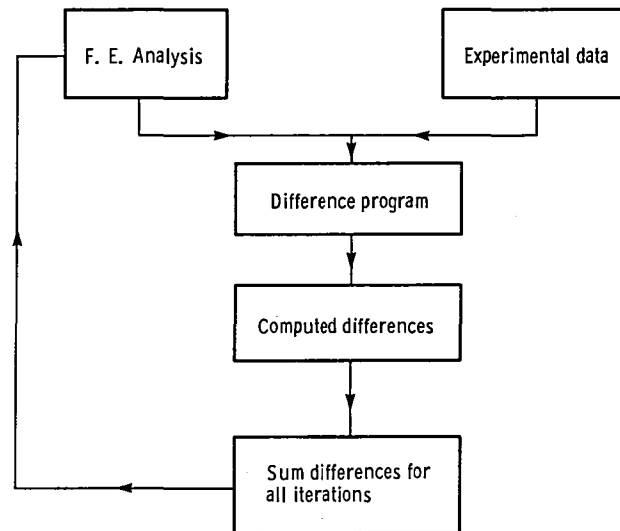 F. E. Analysis
Experimental data
Difference program
Computed differences
Sum differences for
all iterations